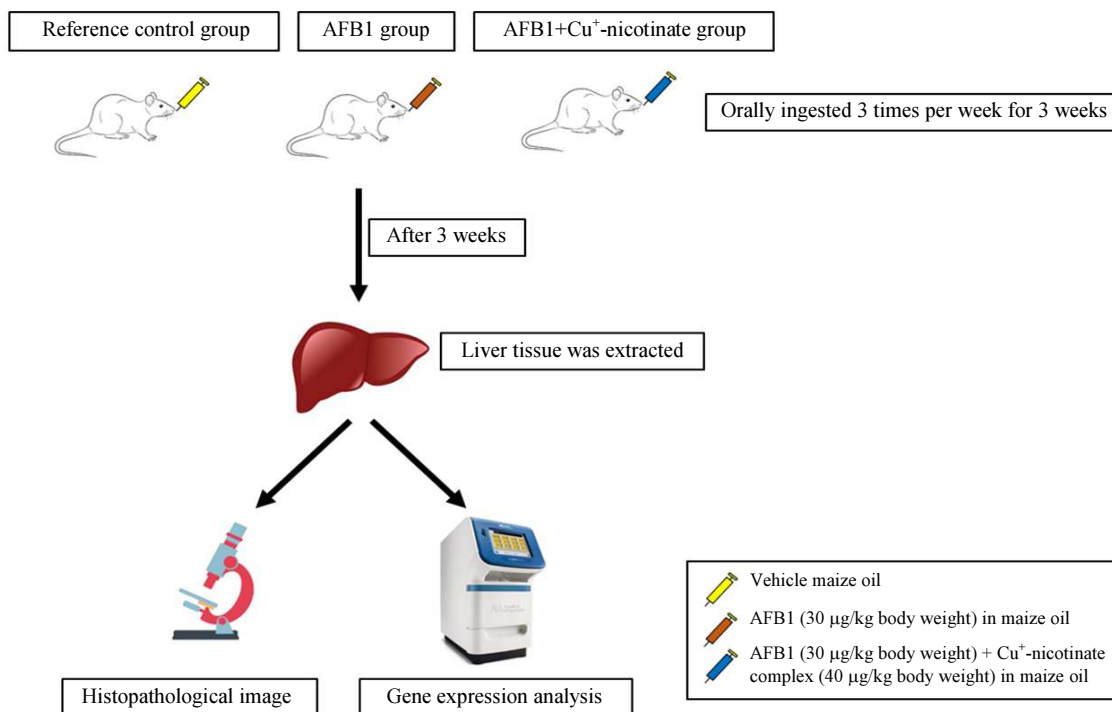 Reference control group
AFB1 group
AFB1+Cu⁺-nicotinate group
Orally ingested 3 times per week for 3 weeks
After 3 weeks
Liver tissue was extracted
Histopathological image
Gene expression analysis
Vehicle maize oil
AFB1 (30 µg/kg body weight) in maize oil
AFB1 (30 µg/kg body weight) + Cu⁺-nicotinate
complex (40 µg/kg body weight) in maize oil